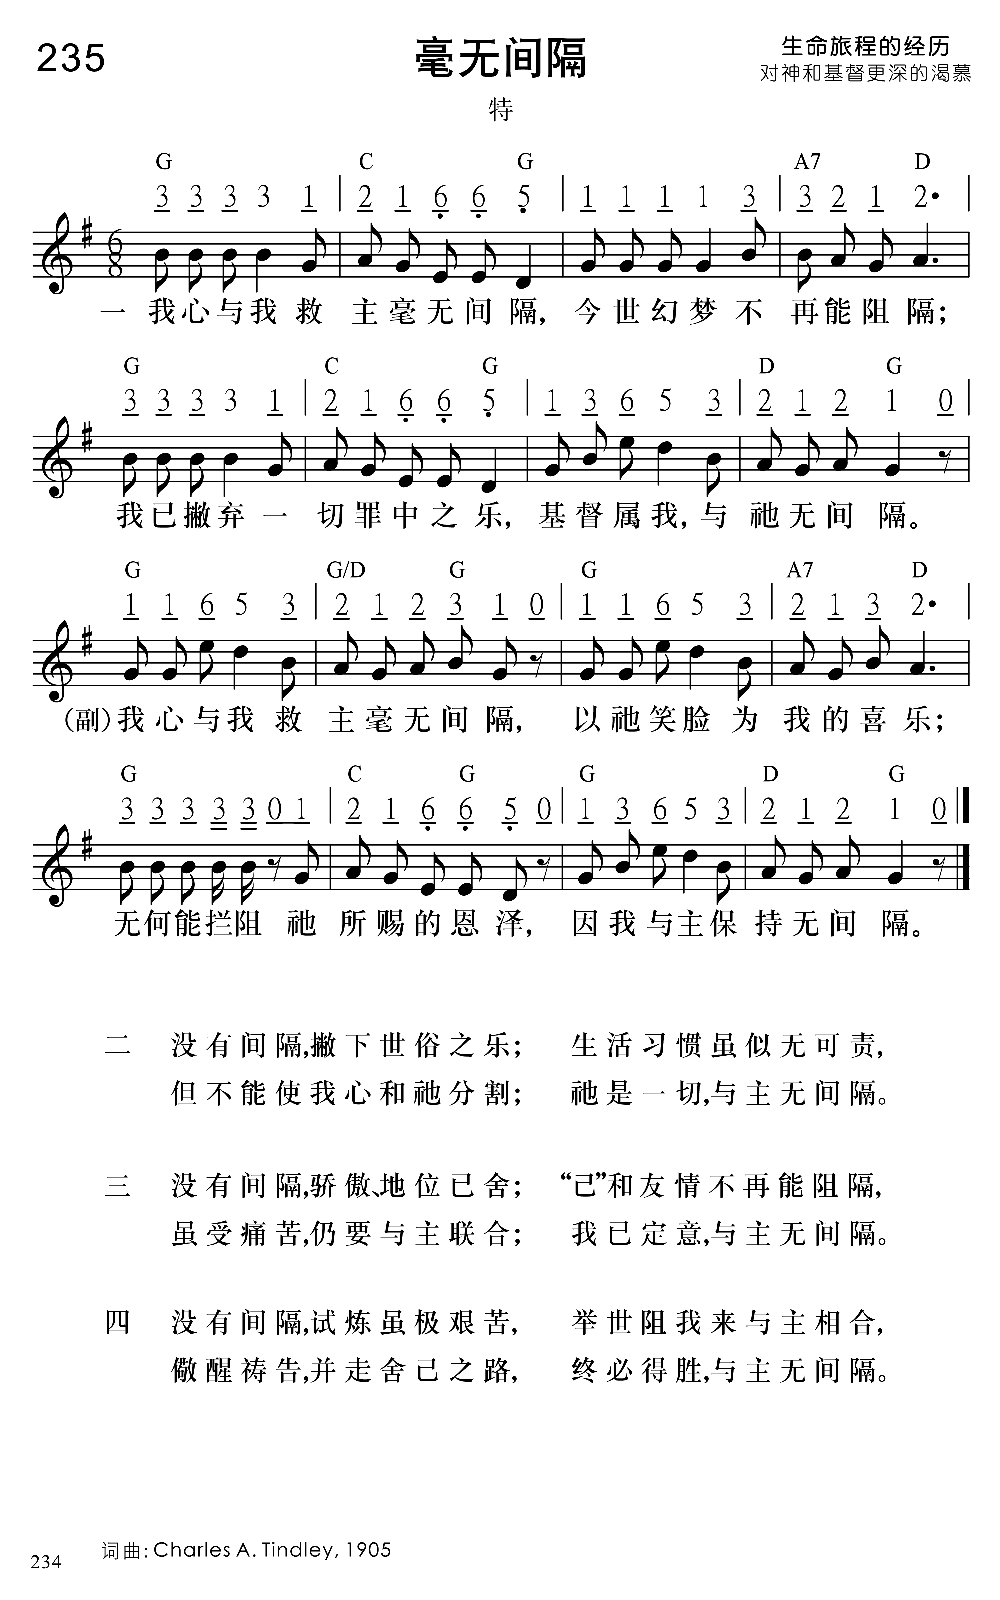 235
毫无间隔
生命旅程的经历
对神和基督更深的渴慕
特
G C G A7 D
3 3 3 3 1 | 2 1 6 6 5 | 1 1 1 1 3 | 3 2 1 2· |
6
8
一 我心与我 救 主毫无间隔, 今世幻梦不 再能阻隔;
G C G D G
3 3 3 3 1 | 2 1 6 6 5 | 1 3 6 5 3 | 2 1 2 1 0 |
我已撇弃一 切罪中之乐, 基督属我,与 祂无间隔。
G G/D G G A7 D
1 1 6 5 3 | 2 1 2 3 1 0 | 1 1 6 5 3 | 2 1 3 2· |
(副)我心与我救 主毫无间隔, 以祂笑脸为 我的喜乐;
G C G G D G
3 3 3 3 3 0 1 | 2 1 6 6 5 0 | 1 3 6 5 3 | 2 1 2 1 0 ‖
无何能拦阻 祂 所赐的恩泽, 因我与主保 持无间隔。
二 没有间隔,撇下世俗之乐; 生活习惯虽似无可责,
但不能使我心和祂分割; 祂是一切,与主无间隔。
三 没有间隔,骄傲、地位已舍; “己”和友情不再能阻隔,
虽受痛苦,仍要与主联合; 我已定意,与主无间隔。
四 没有间隔,试炼虽极艰苦, 举世阻我来与主相合,
儆醒祷告,并走舍己之路, 终必得胜,与主无间隔。
词曲: Charles A. Tindley, 1905
234